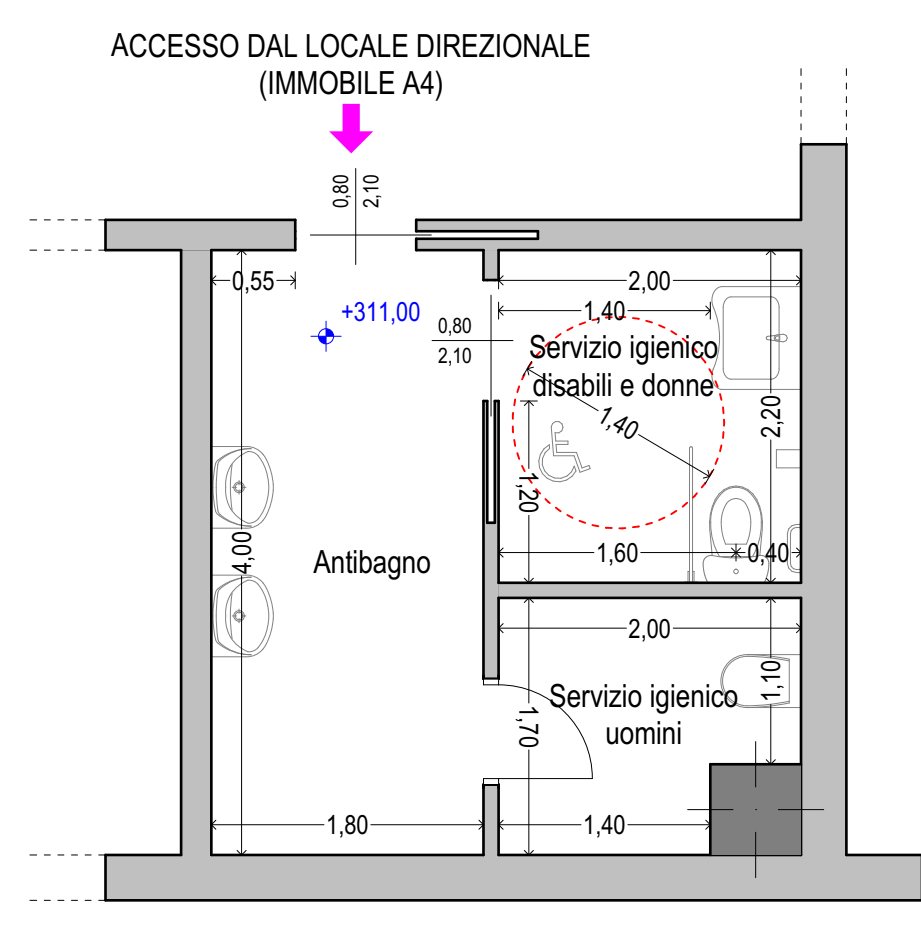 ACCESSO DAL LOCALE DIREZIONALE
(IMMOBILE A4)
0,80
2,10
0,55
2,00
+311,00
1,40
0,80
2,10
Servizio igienico
disabili e donne
1,40
2,20
1,20
4,00
1,60
0,40
Antibagno
2,00
1,10
Servizio igienico
uomini
1,70
1,80
1,40